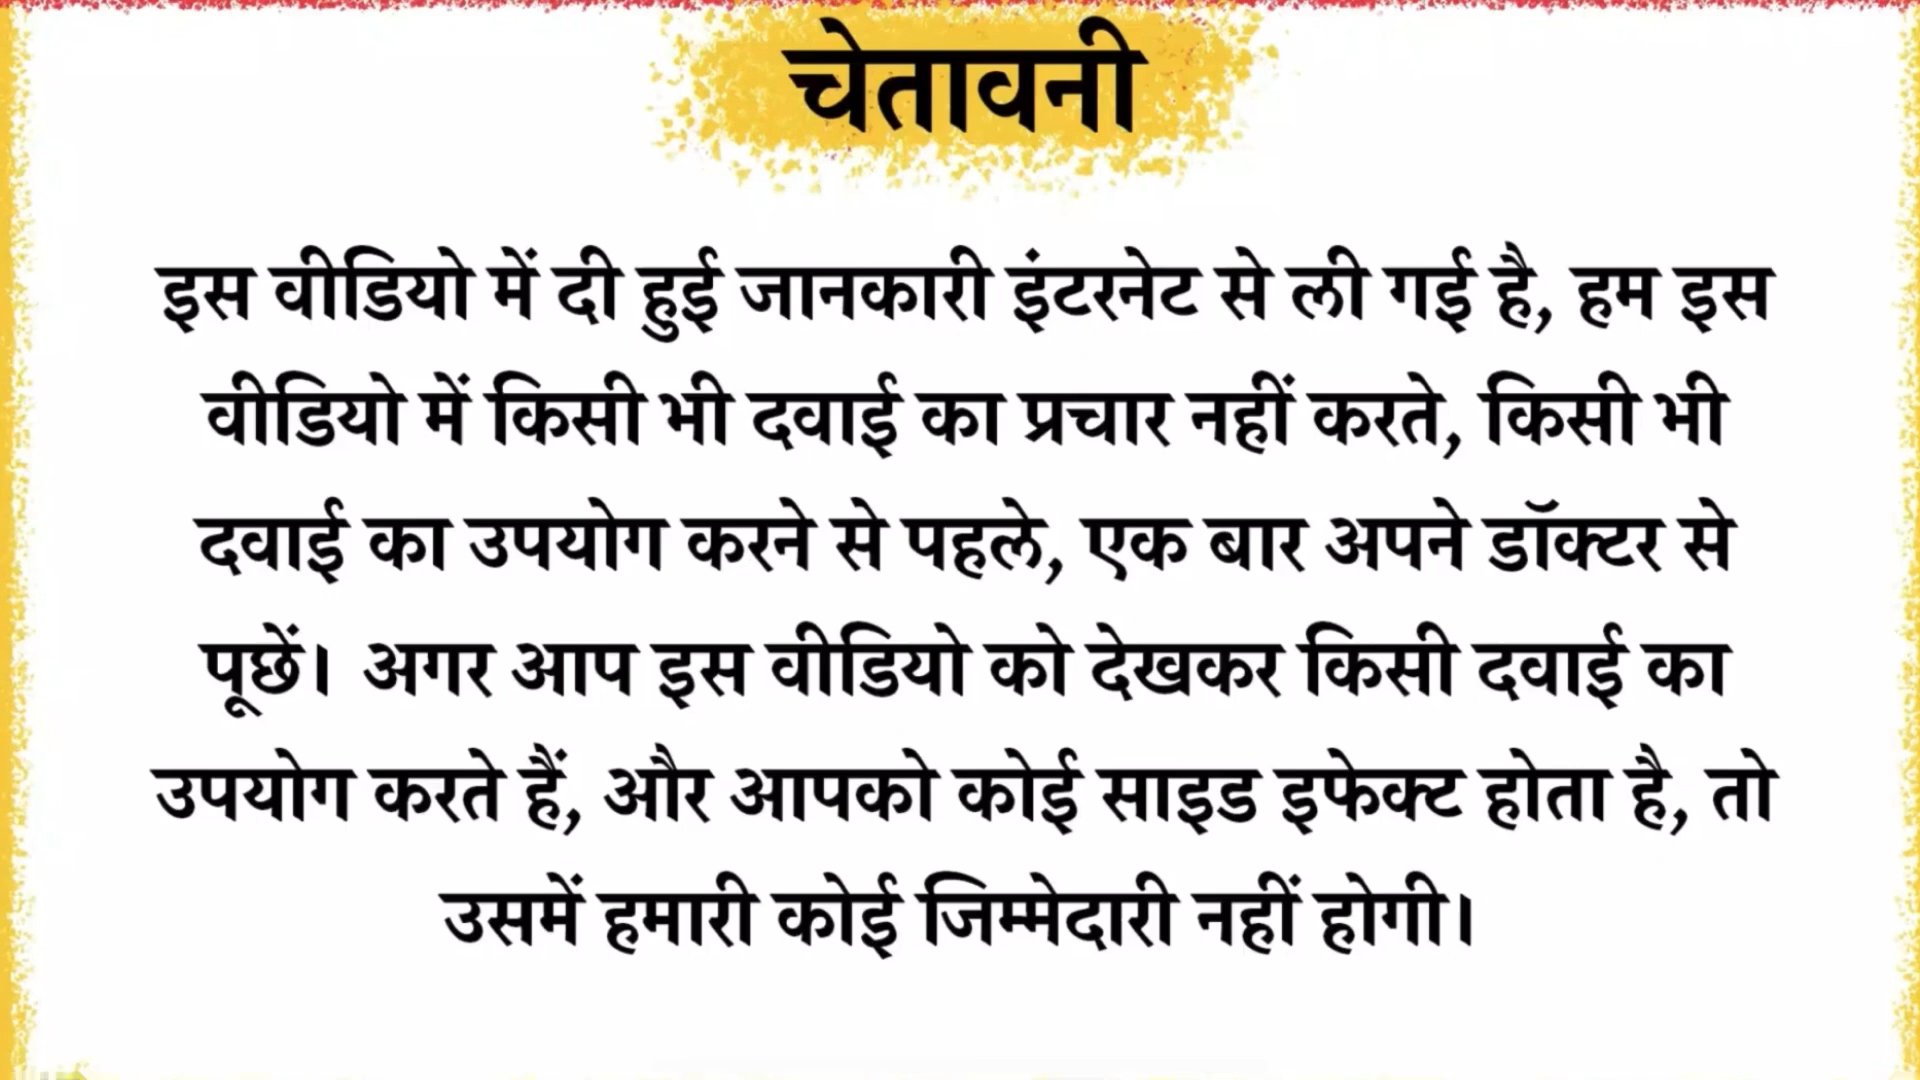 चेतावनी
इस वीडियो में दी हुई जानकारी इंटरनेट से ली गई है, हम इस
वीडियो में किसी भी दवाई का प्रचार नहीं करते, किसी भी
दवाई का उपयोग करने से पहले, एक बार अपने डॉक्टर से
पूछें। अगर आप इस वीडियो को देखकर किसी दवाई का
उपयोग करते हैं, और आपको कोई साइड इफेक्ट होता है, तो
उसमें हमारी कोई जिम्मेदारी नहीं होगी।